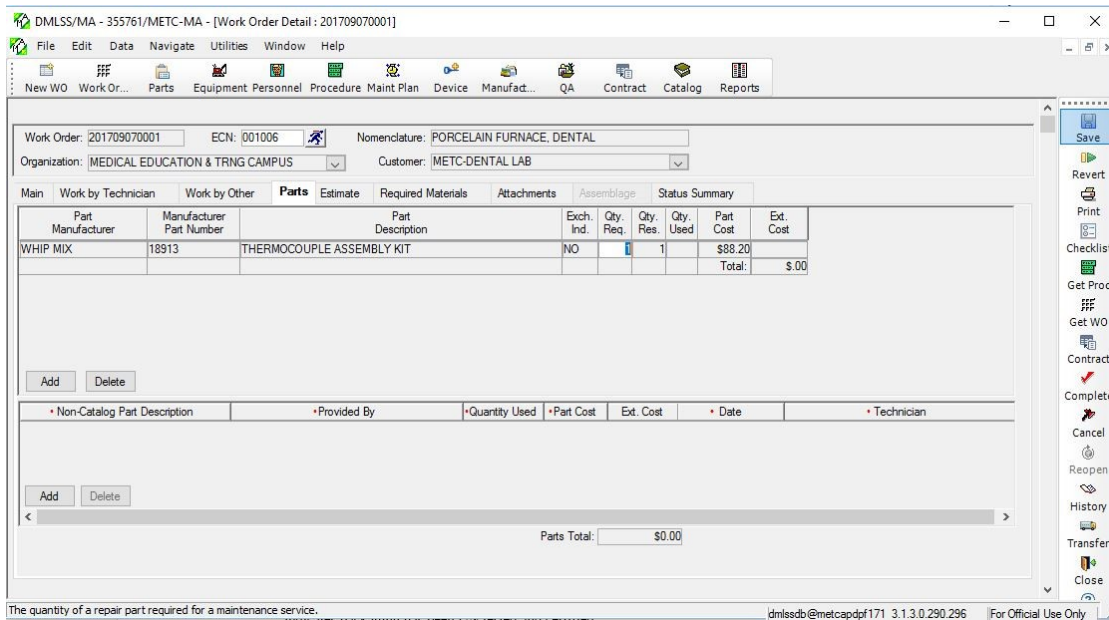 DMLSS/MA - 355761/METC-MA - [Work Order Detail : 201709070001]
File Edit Data Navigate Utilities Window Help
New WO Work Or... Parts Equipment Personnel Procedure Maint Plan Device Manufact... QA Contract Catalog Reports
Work Order: 201709070001 ECN: 001006 Nomenclature: PORCELAIN FURNACE, DENTAL
Organization: MEDICAL EDUCATION & TRNG CAMPUS Customer: METC-DENTAL LAB
Main Work by Technician Work by Other Parts Estimate Required Materials Attachments Assemblage Status Summary
Part Manufacturer Manufacturer Part Number Part Description Exch. Ind. Qty. Req. Qty. Res. Qty. Used Part Cost Ext. Cost
WHIP MIX 18913 THERMOCOUPLE ASSEMBLY KIT NO 1 1 $88.20
Total: $.00
Add Delete
• Non-Catalog Part Description • Provided By • Quantity Used • Part Cost Ext. Cost • Date • Technician
Add Delete
Parts Total: $0.00
Save
Revert
Print
Checklist
Get Proc
Get WO
Contract
Complete
Cancel
Reopen
History
Transfer
Close
The quantity of a repair part required for a maintenance service. dmlssdb@metcapdpf171 3.1.3.0.290.296 For Official Use Only